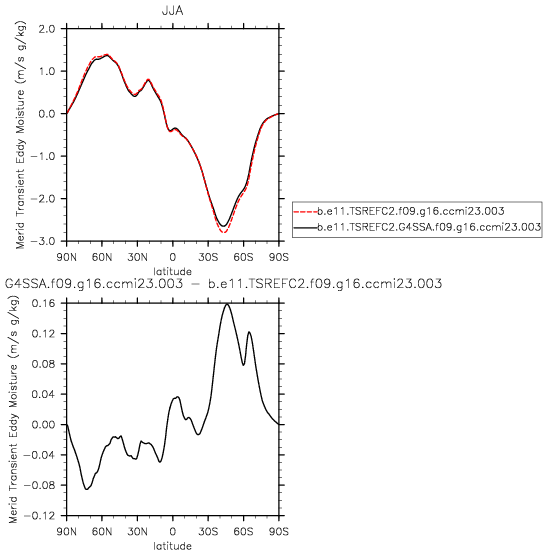 JJA
Merid Transient Eddy Moisture (m/s g/kg)
2.0
1.0
0.0
-1.0
-2.0
-3.0
90N 60N 30N 0 30S 60S 90S
latitude
b.e11.TSREFC2.f09.g16.ccmi23.003
b.e11.TSREFC2.G4SSA.f09.g16.ccmi23.003
G4SSA.f09.g16.ccmi23.003 - b.e11.TSREFC2.f09.g16.ccmi23.003
Merid Transient Eddy Moisture (m/s g/kg)
0.16
0.12
0.08
0.04
0.00
-0.04
-0.08
-0.12
90N 60N 30N 0 30S 60S 90S
latitude